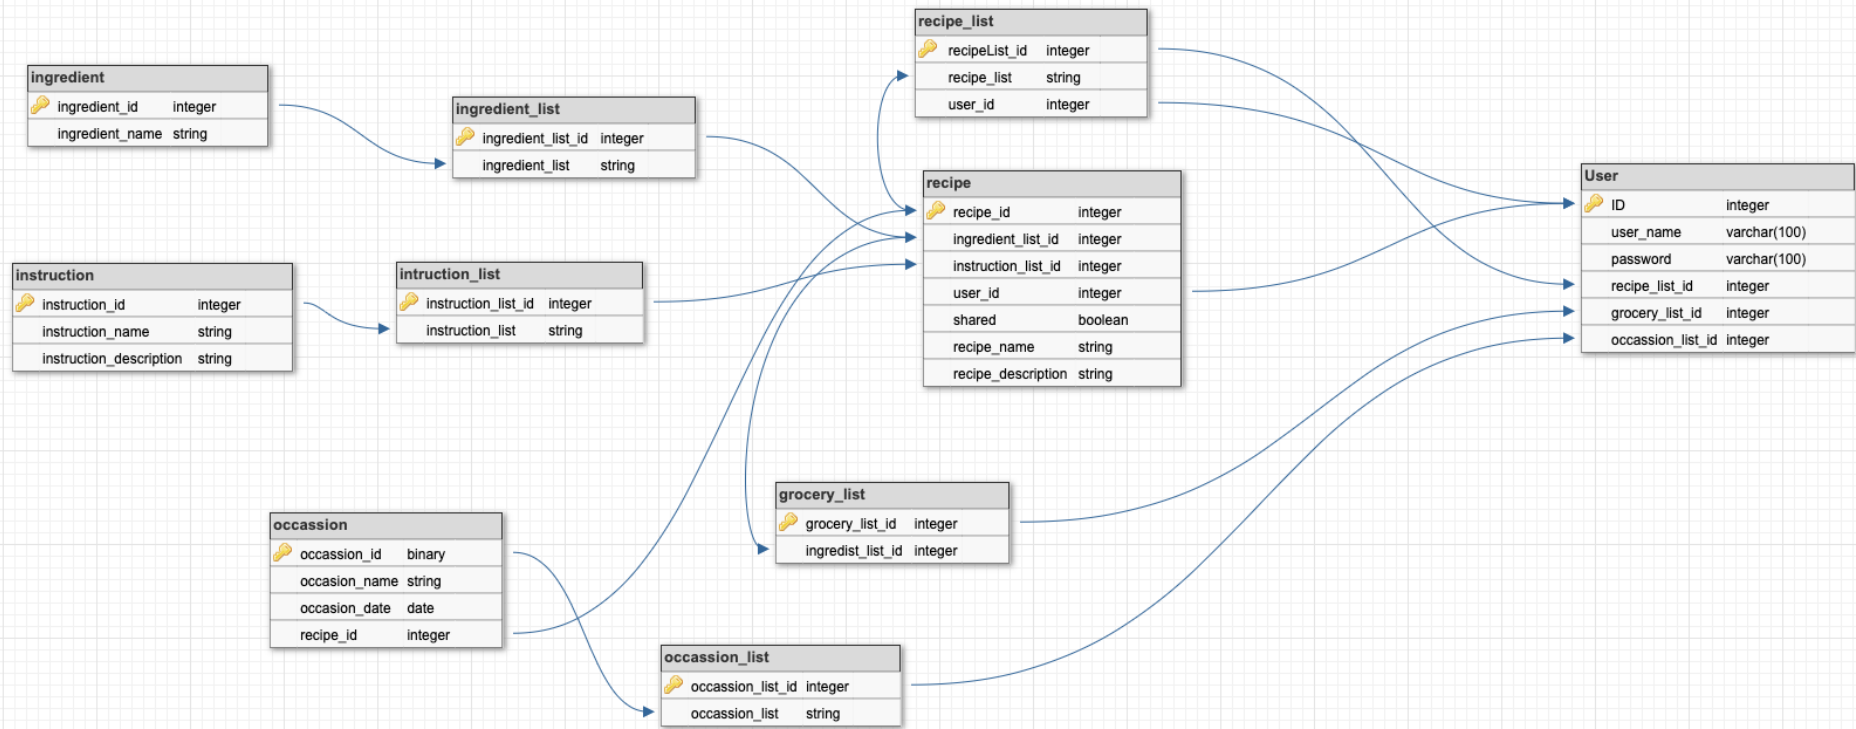 recipe_list
recipeList_id integer
recipe_list string
user_id integer
ingredient
ingredient_id integer
ingredient_name string
ingredient_list
ingredient_list_id integer
ingredient_list string
recipe
recipe_id integer
ingredient_list_id integer
instruction_list_id integer
user_id integer
shared boolean
recipe_name string
recipe_description string
User
ID integer
user_name varchar(100)
password varchar(100)
recipe_list_id integer
grocery_list_id integer
occassion_list_id integer
instruction
instruction_id integer
instruction_name string
instruction_description string
intruction_list
instruction_list_id integer
instruction_list string
grocery_list
grocery_list_id integer
ingredist_list_id integer
occassion
occassion_id binary
occasion_name string
occasion_date date
recipe_id integer
occassion_list
occassion_list_id integer
occassion_list string